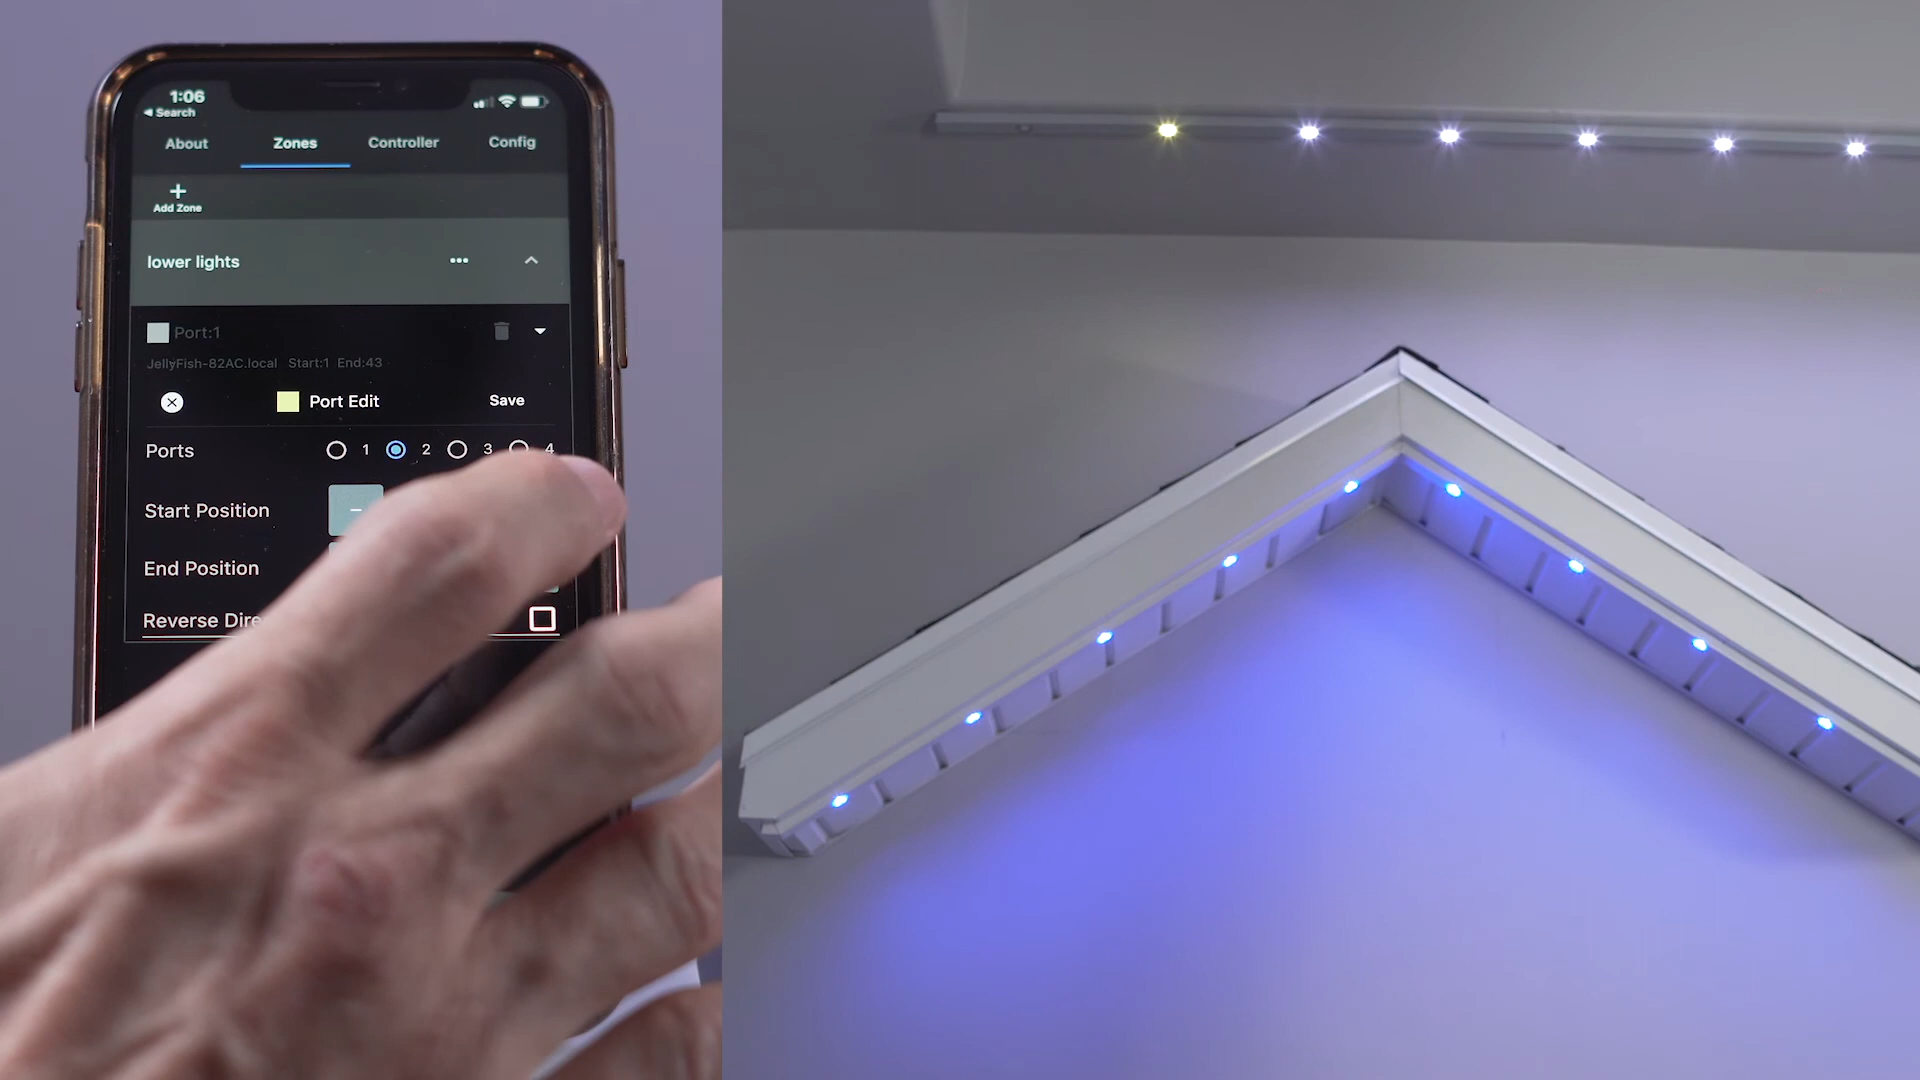 1:06
◀ Search
About Zones Controller Config
+
Add Zone
lower lights •••
Port:1
JellyFish-82AC.local Start:1 End:43
Port Edit Save
Ports 1 2 3 4
Start Position −
End Position
Reverse Dire